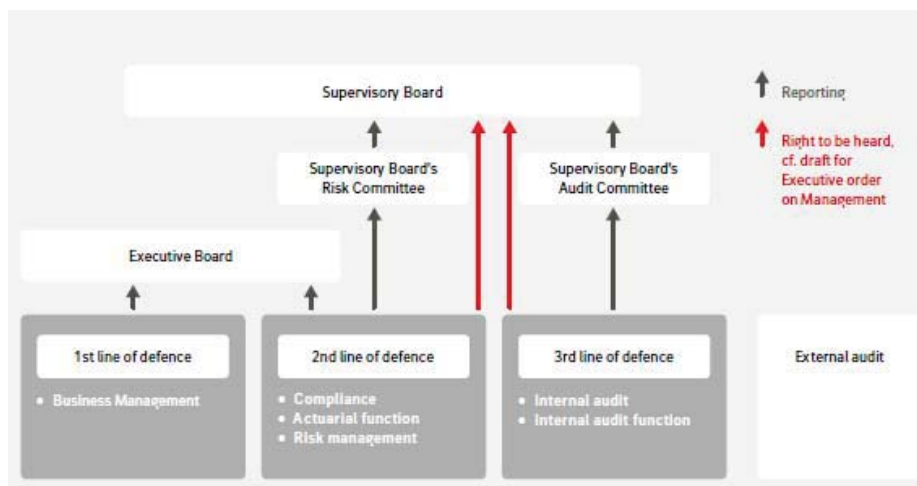 Supervisory Board
Reporting
Right to be heard,
cf. draft for
Executive order
on Management
Supervisory Board's
Risk Committee
Supervisory Board's
Audit Committee
Executive Board
1st line of defence
2nd line of defence
3rd line of defence
External audit
• Business Management
• Compliance
• Actuarial function
• Risk management
• Internal audit
• Internal audit function